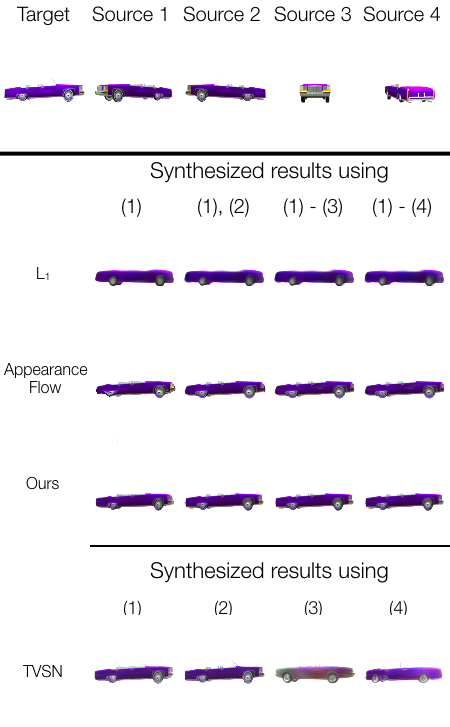 Target Source 1 Source 2 Source 3 Source 4
Synthesized results using
(1) (1), (2) (1) - (3) (1) - (4)
L₁
Appearance
Flow
Ours
Synthesized results using
(1) (2) (3) (4)
TVSN